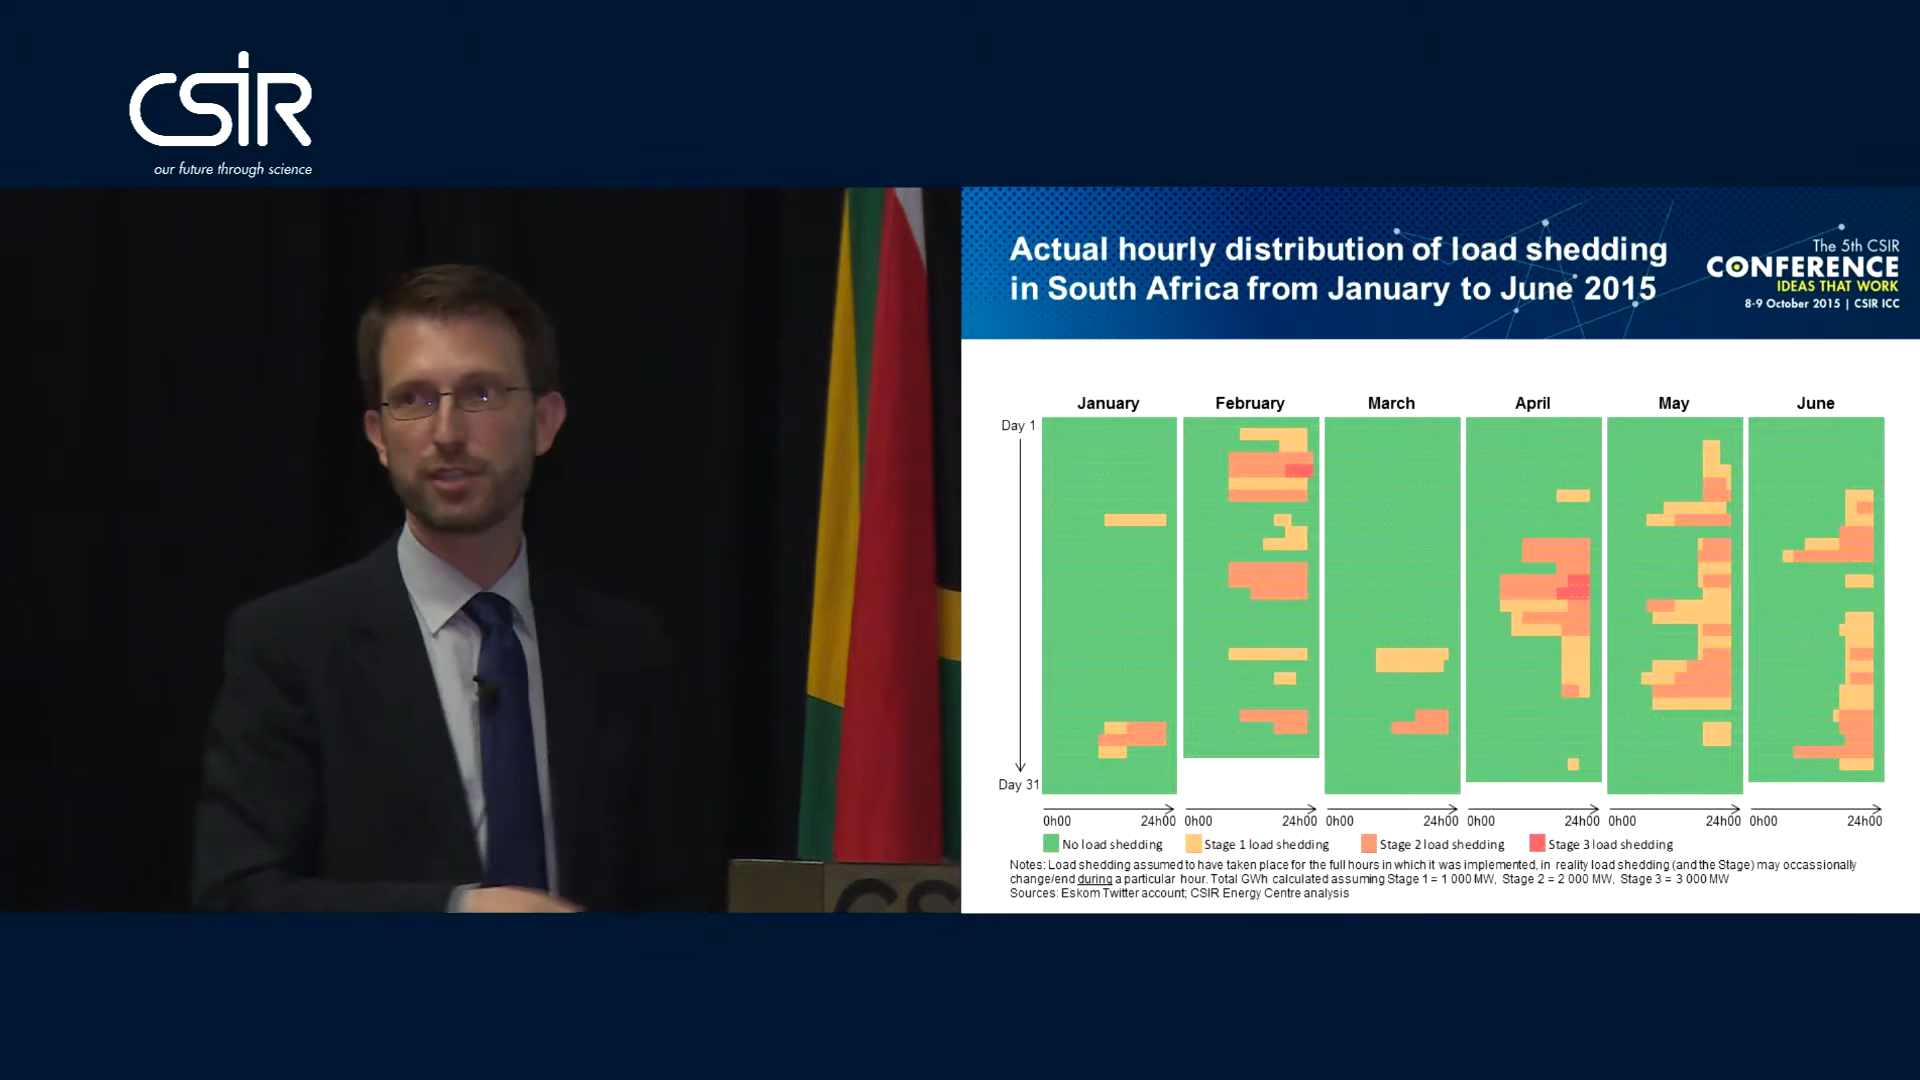 CSIR
our future through science
Actual hourly distribution of load shedding
in South Africa from January to June 2015
The 5th CSIR
CONFERENCE
IDEAS THAT WORK
8-9 October 2015 | CSIR ICC
January February March April May June
Day 1
Day 31
0h00 24h00 0h00 24h00 0h00 24h00 0h00 24h00 0h00 24h00 0h00 24h00
No load shedding Stage 1 load shedding Stage 2 load shedding Stage 3 load shedding
Notes: Load shedding assumed to have taken place for the full hours in which it was implemented, in reality load shedding (and the Stage) may occassionally
change/end during a particular hour. Total GWh calculated assuming Stage 1 = 1 000 MW, Stage 2 = 2 000 MW, Stage 3 = 3 000 MW
Sources: Eskom Twitter account; CSIR Energy Centre analysis
CS